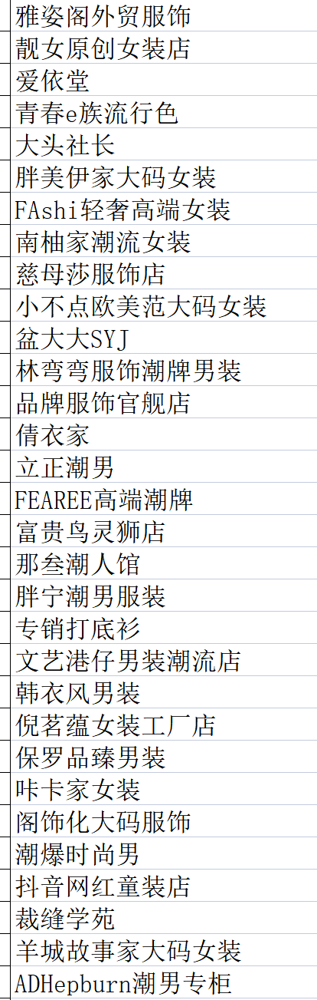 雅姿阁外贸服饰
靓女原创女装店
爱依堂
青春e族流行色
大头社长
胖美伊家大码女装
FAshi轻奢高端女装
南柚家潮流女装
慈母莎服饰店
小不点欧美范大码女装
盆大大SYJ
林弯弯服饰潮牌男装
品牌服饰官舰店
倩衣家
立正潮男
FEAREE高端潮牌
富贵鸟灵狮店
那叁潮人馆
胖宁潮男服装
专销打底衫
文艺港仔男装潮流店
韩衣风男装
倪茗蕴女装工厂店
保罗品臻男装
咔卡家女装
阁饰化大码服饰
潮爆时尚男
抖音网红童装店
裁缝学苑
羊城故事家大码女装
ADHepburn潮男专柜